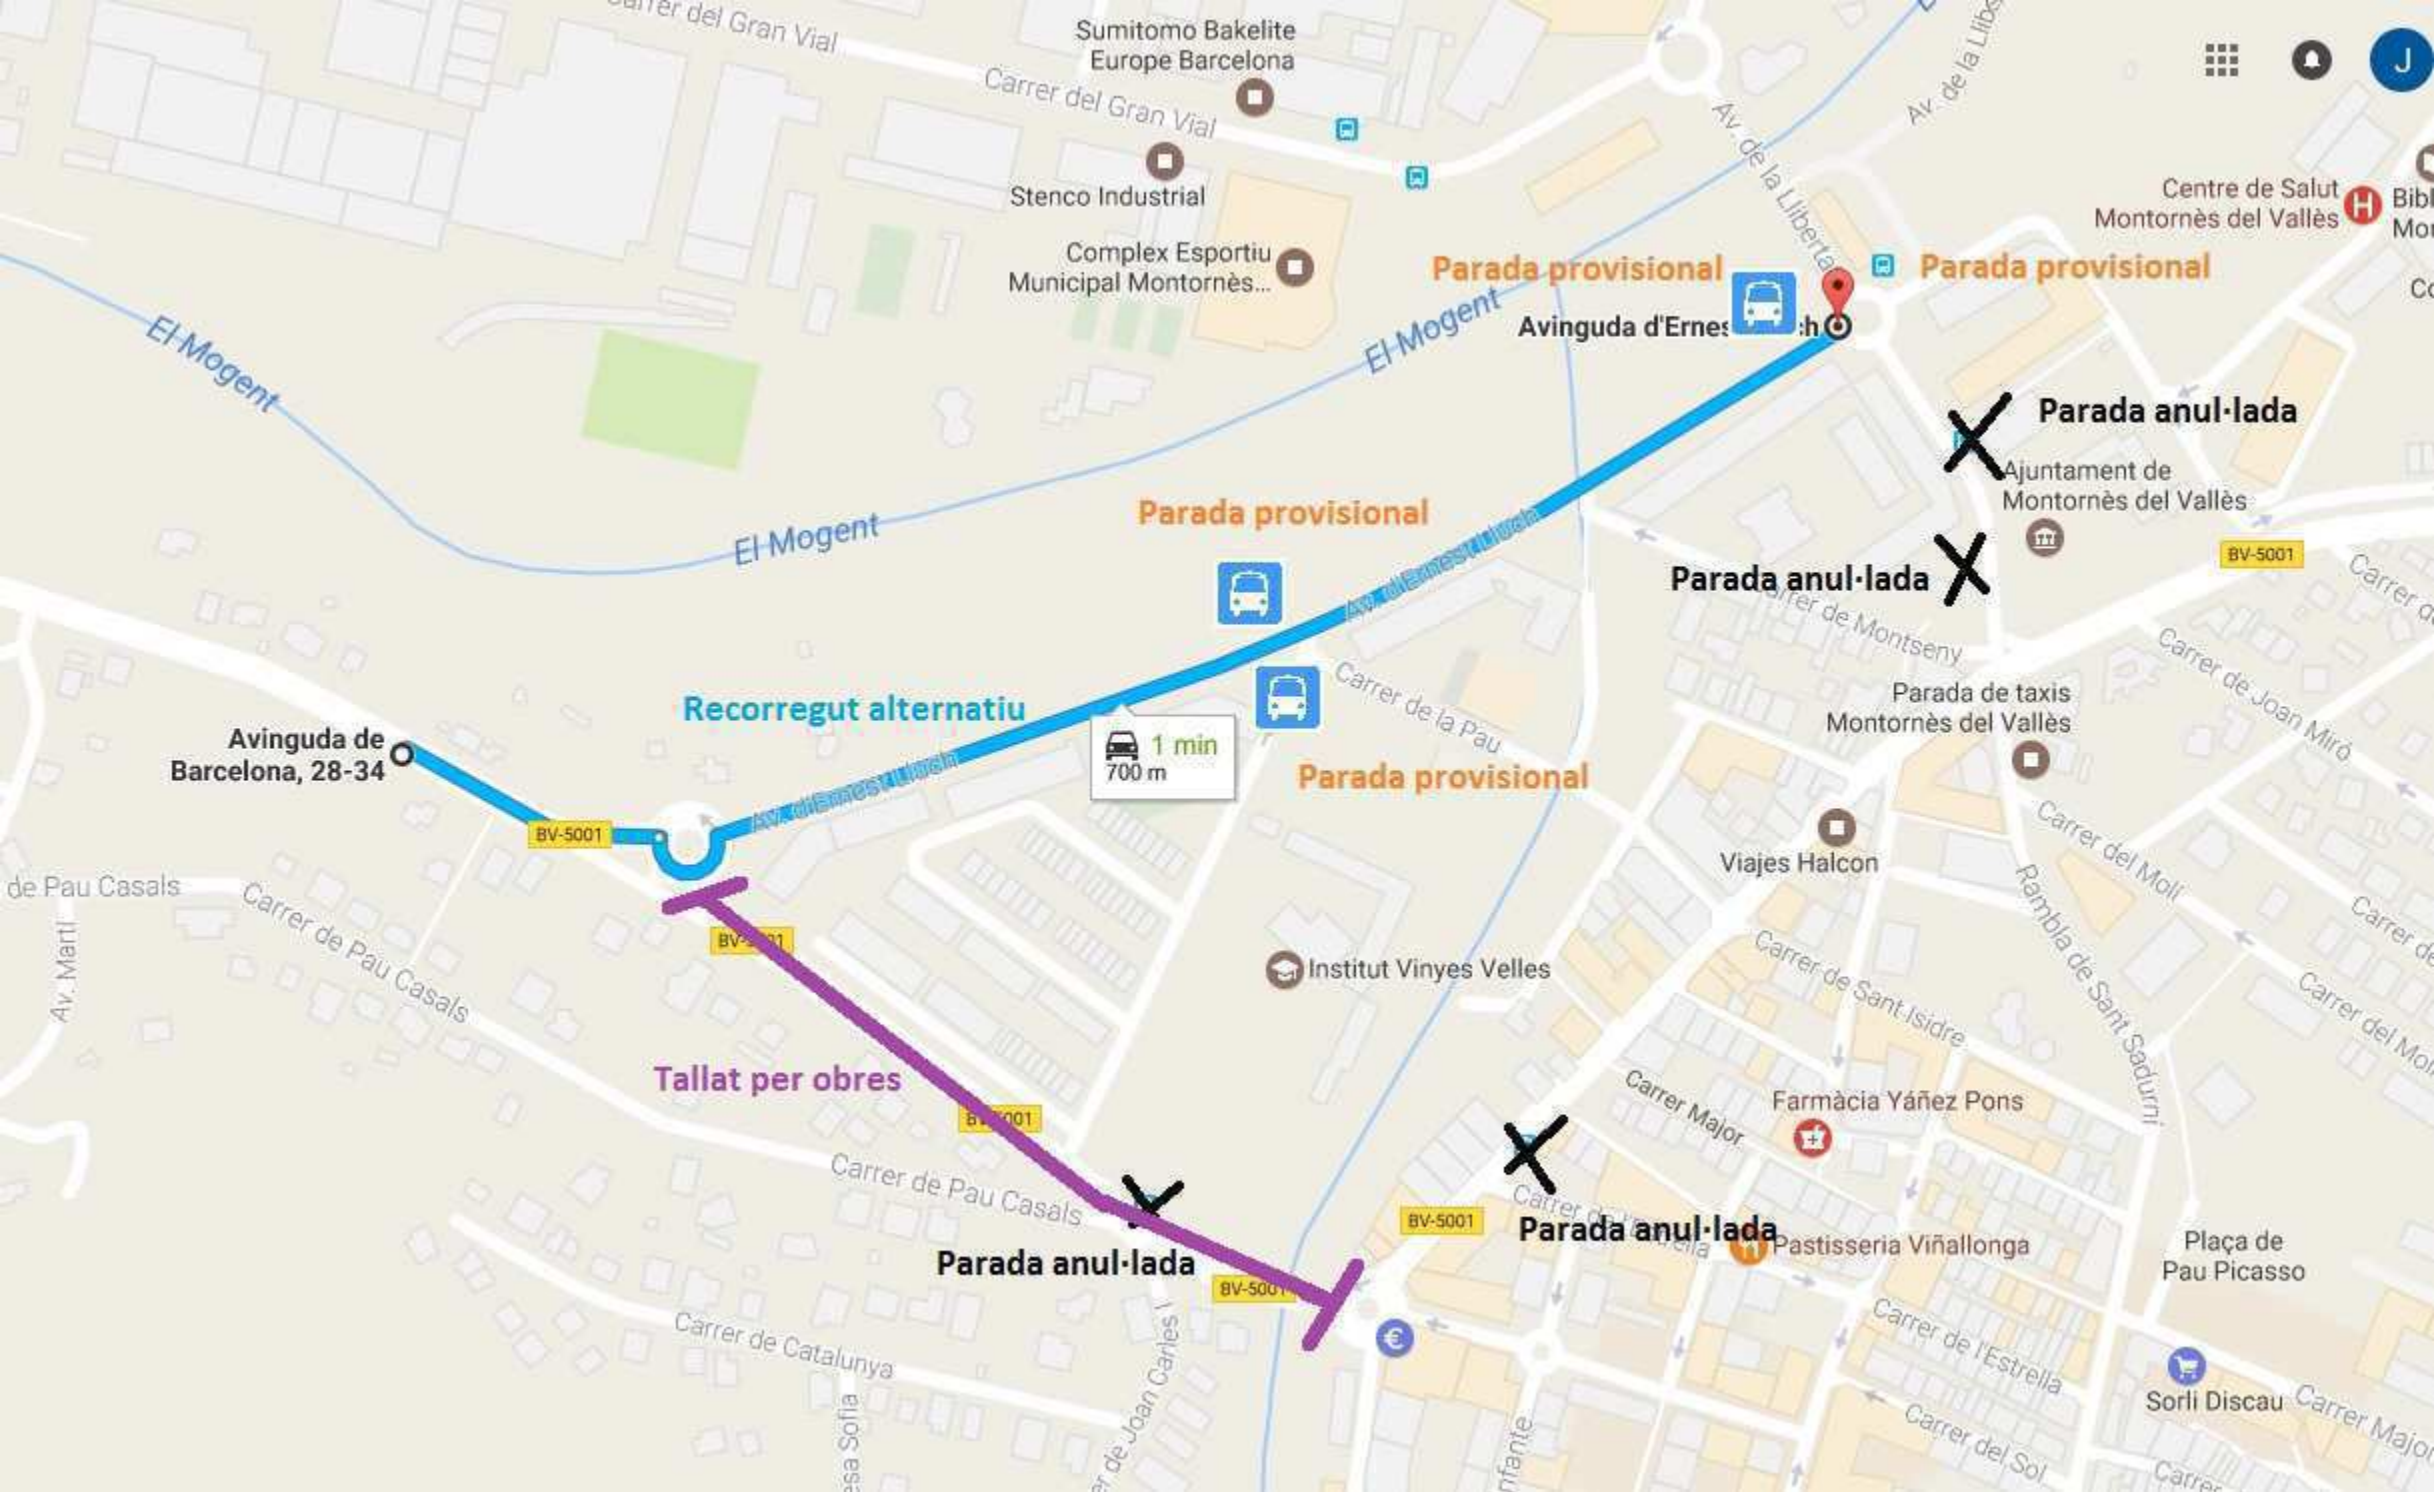 Carrer del Gran Vial
Sumitomo Bakelite
Europe Barcelona
Carrer del Gran Vial
J
Av. de la Llibertat
Stenco Industrial
Centre de Salut
Montornès del Vallès
H
Complex Esportiu
Municipal Montornès...
Parada provisional
Parada provisional
Avinguda d'Ernes
El Mogent
El Mogent
Parada anul·lada
Ajuntament de
Montornès del Vallès
Parada provisional
El Mogent
BV-5001
Parada anul·lada
Av. d'Ernest Lluch
Carrer de Montseny
Carrer de Joan Miró
Carrer de la Pau
Parada de taxis
Montornès del Vallès
Recorregut alternatiu
Avinguda de
Barcelona, 28-34
1 min
700 m
Parada provisional
BV-5001
Av. d'Ernest Lluch
Viajes Halcon
Carrer del Molí
de Pau Casals
Carrer de Pau Casals
BV-5001
Av. Martí
Institut Vinyes Velles
Carrer de Sant Isidre
Rambla de Sant Sadurní
Tallat per obres
BV-5001
Carrer Major
Farmàcia Yáñez Pons
Carrer de Pau Casals
Parada anul·lada
BV-5001
BV-5001
Parada anul·lada
Pastisseria Viñallonga
Plaça de
Pau Picasso
€
Carrer de Catalunya
Carrer de l'Estrella
Sorli Discau
Carrer Major
er de Joan Carles I
esa Sofia
nfante
Carrer del Sol
Carrer